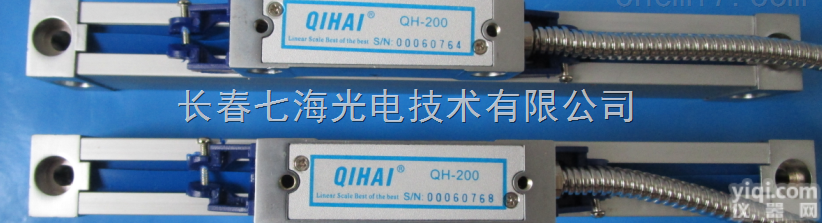 QIHAI® QH-200
Linear Scale Best of the best S/N: 00060764
长春七海光电技术有限公司
QIHAI® QH-200
Linear Scale Best of the best S/N: 00060768
yiqi.com
仪器网